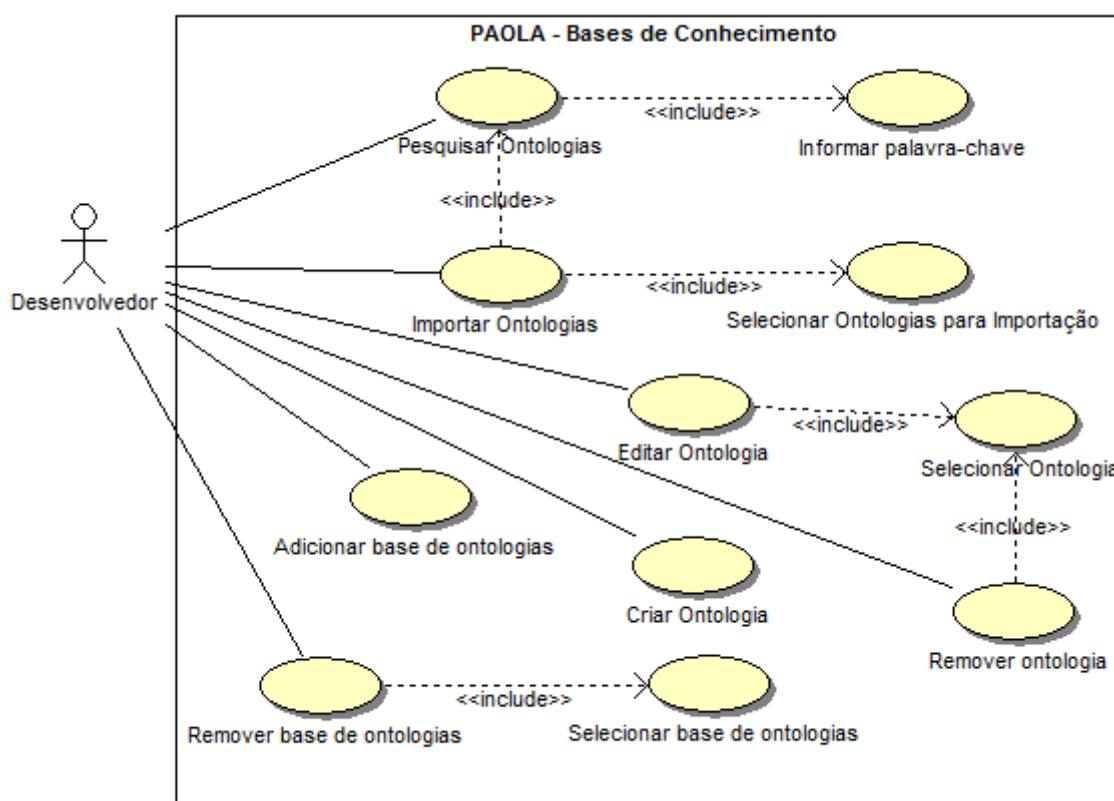 PAOLA - Bases de Conhecimento
<<include>>
Pesquisar Ontologias
Informar palavra-chave
<<include>>
Desenvolvedor
<<include>>
Importar Ontologias
Selecionar Ontologias para Importação
<<include>>
Editar Ontologia
Selecionar Ontologia
<<include>>
Adicionar base de ontologias
Criar Ontologia
Remover ontologia
<<include>>
Remover base de ontologias
Selecionar base de ontologias